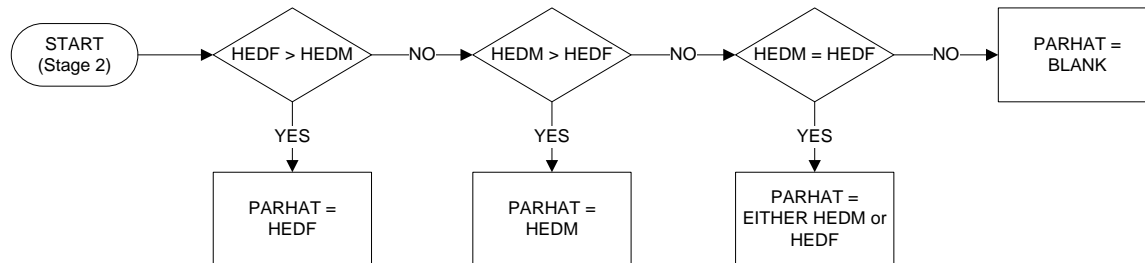 START
(Stage 2)
HEDF > HEDM
NO
HEDM > HEDF
NO
HEDM = HEDF
NO
PARHAT =
BLANK
YES
YES
YES
PARHAT =
HEDF
PARHAT =
HEDM
PARHAT =
EITHER HEDM or
HEDF